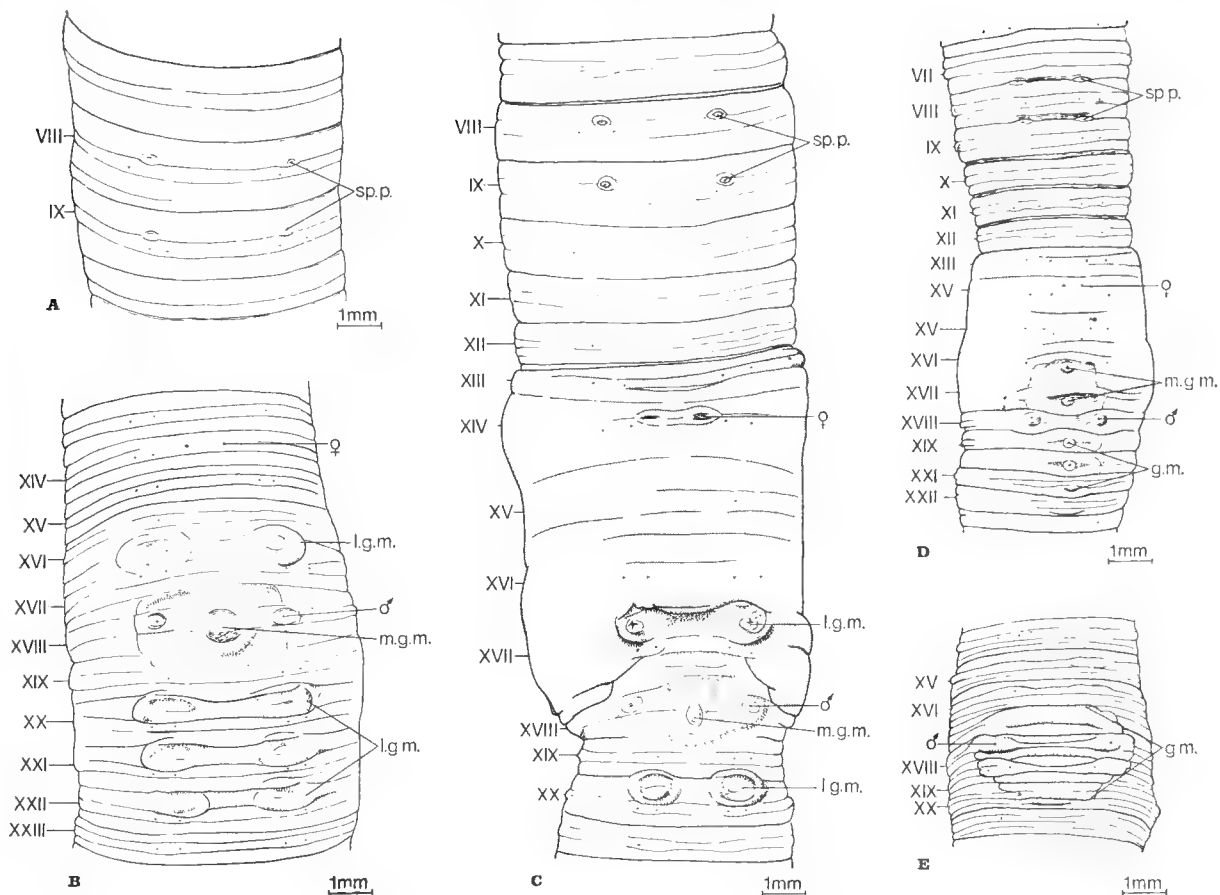 VIII
IX
sp.p.
A
1mm
XIV
XV
XVI
XVII
XVIII
XIX
XX
XXI
XXII
XXIII
♀
l.g.m.
♂
m.g.m.
l.g m.
B
1mm
VIII
IX
X
XI
XII
XIII
XIV
XV
XVI
XVII
XVIII
XIX
XX
sp.p.
♀
l.g.m.
♂
m.g.m.
l g.m.
C
1mm
VII
VIII
IX
X
XI
XII
XIII
XV
XV
XVI
XVII
XVIII
XIX
XXI
XXII
sp p.
♀
m.g m.
♂
g.m.
D
1mm
XV
XVI
♂
XVIII
XIX
XX
g m.
E
1mm